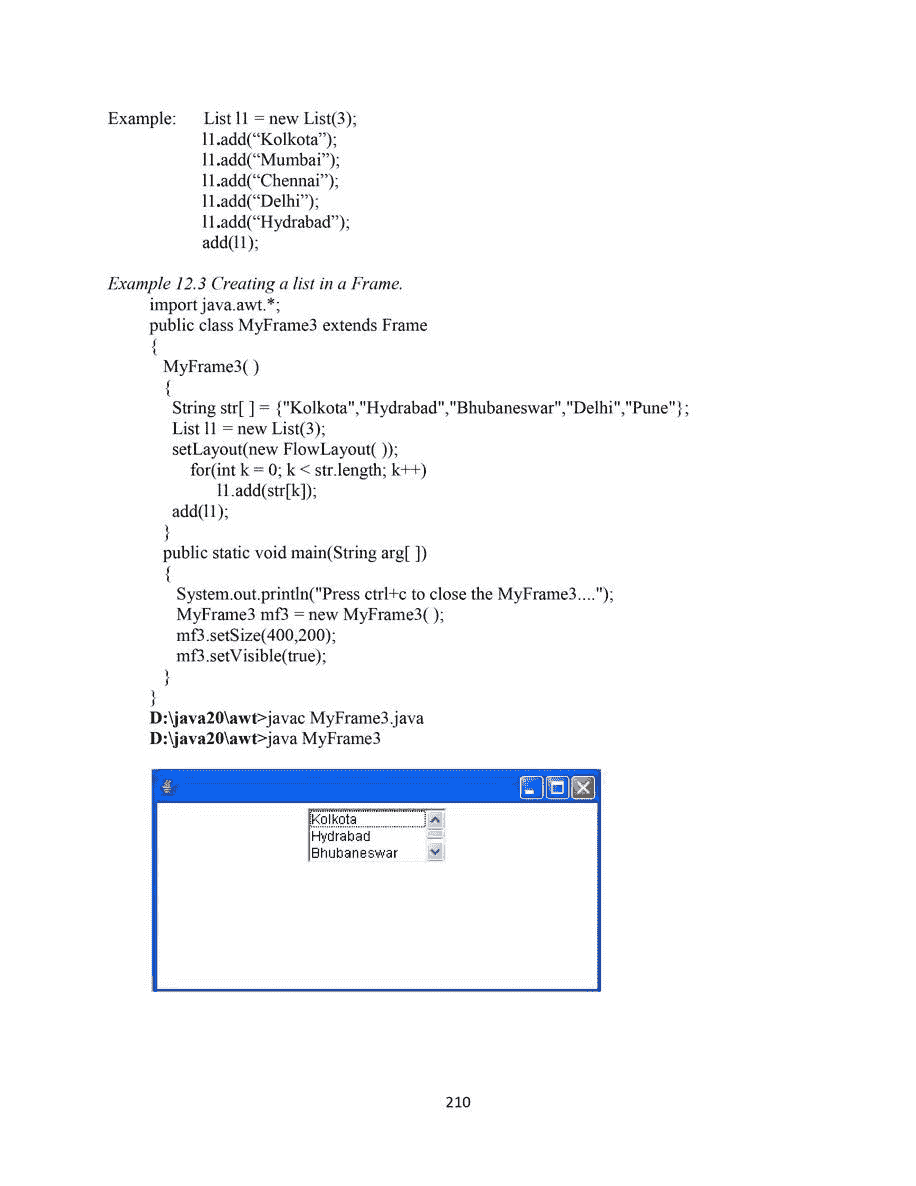 Example: List l1 = new List(3);
l1.add(“Kolkota”);
l1.add(“Mumbai”);
l1.add(“Chennai”);
l1.add(“Delhi”);
l1.add(“Hydrabad”);
add(l1);
Example 12.3 Creating a list in a Frame.
import java.awt.*;
public class MyFrame3 extends Frame
{
MyFrame3( )
{
String str[ ] = {"Kolkota","Hydrabad","Bhubaneswar","Delhi","Pune"};
List l1 = new List(3);
setLayout(new FlowLayout( ));
for(int k = 0; k < str.length; k++)
l1.add(str[k]);
add(l1);
}
public static void main(String arg[ ])
{
System.out.println("Press ctrl+c to close the MyFrame3....");
MyFrame3 mf3 = new MyFrame3( );
mf3.setSize(400,200);
mf3.setVisible(true);
}
}
D:\java20\awt>javac MyFrame3.java
D:\java20\awt>java MyFrame3
Kolkota
Hydrabad
Bhubaneswar
210